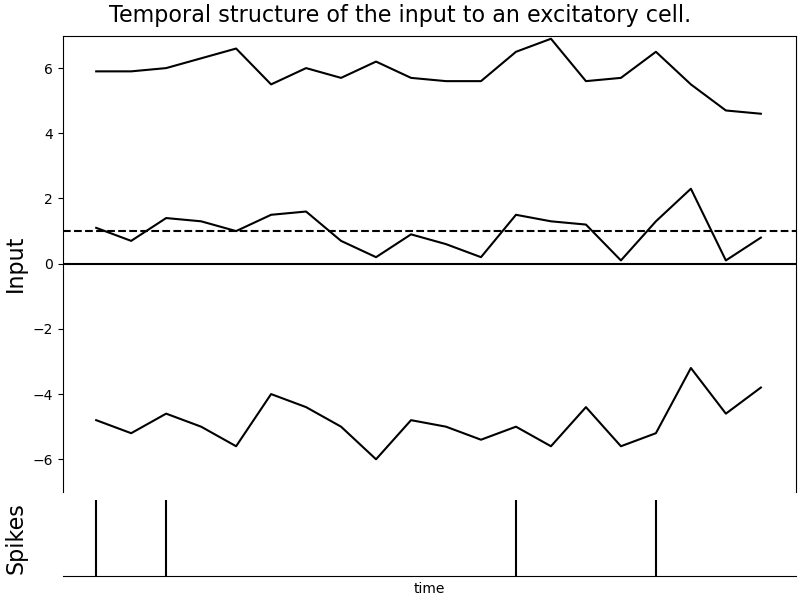 Temporal structure of the input to an excitatory cell.
6
4
2
0
−2
−4
−6
Input
Spikes
time